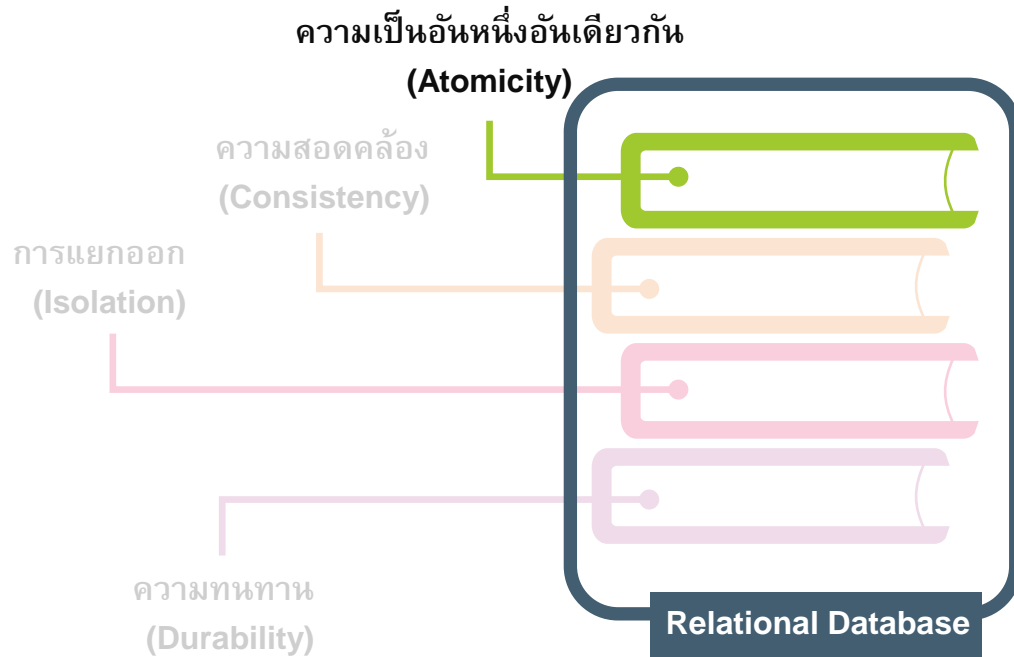 ความเป็นอันหนึ่งอันเดียวกัน
(Atomicity)
ความสอดคล้อง
(Consistency)
การแยกออก
(Isolation)
ความทนทาน
(Durability)
Relational Database